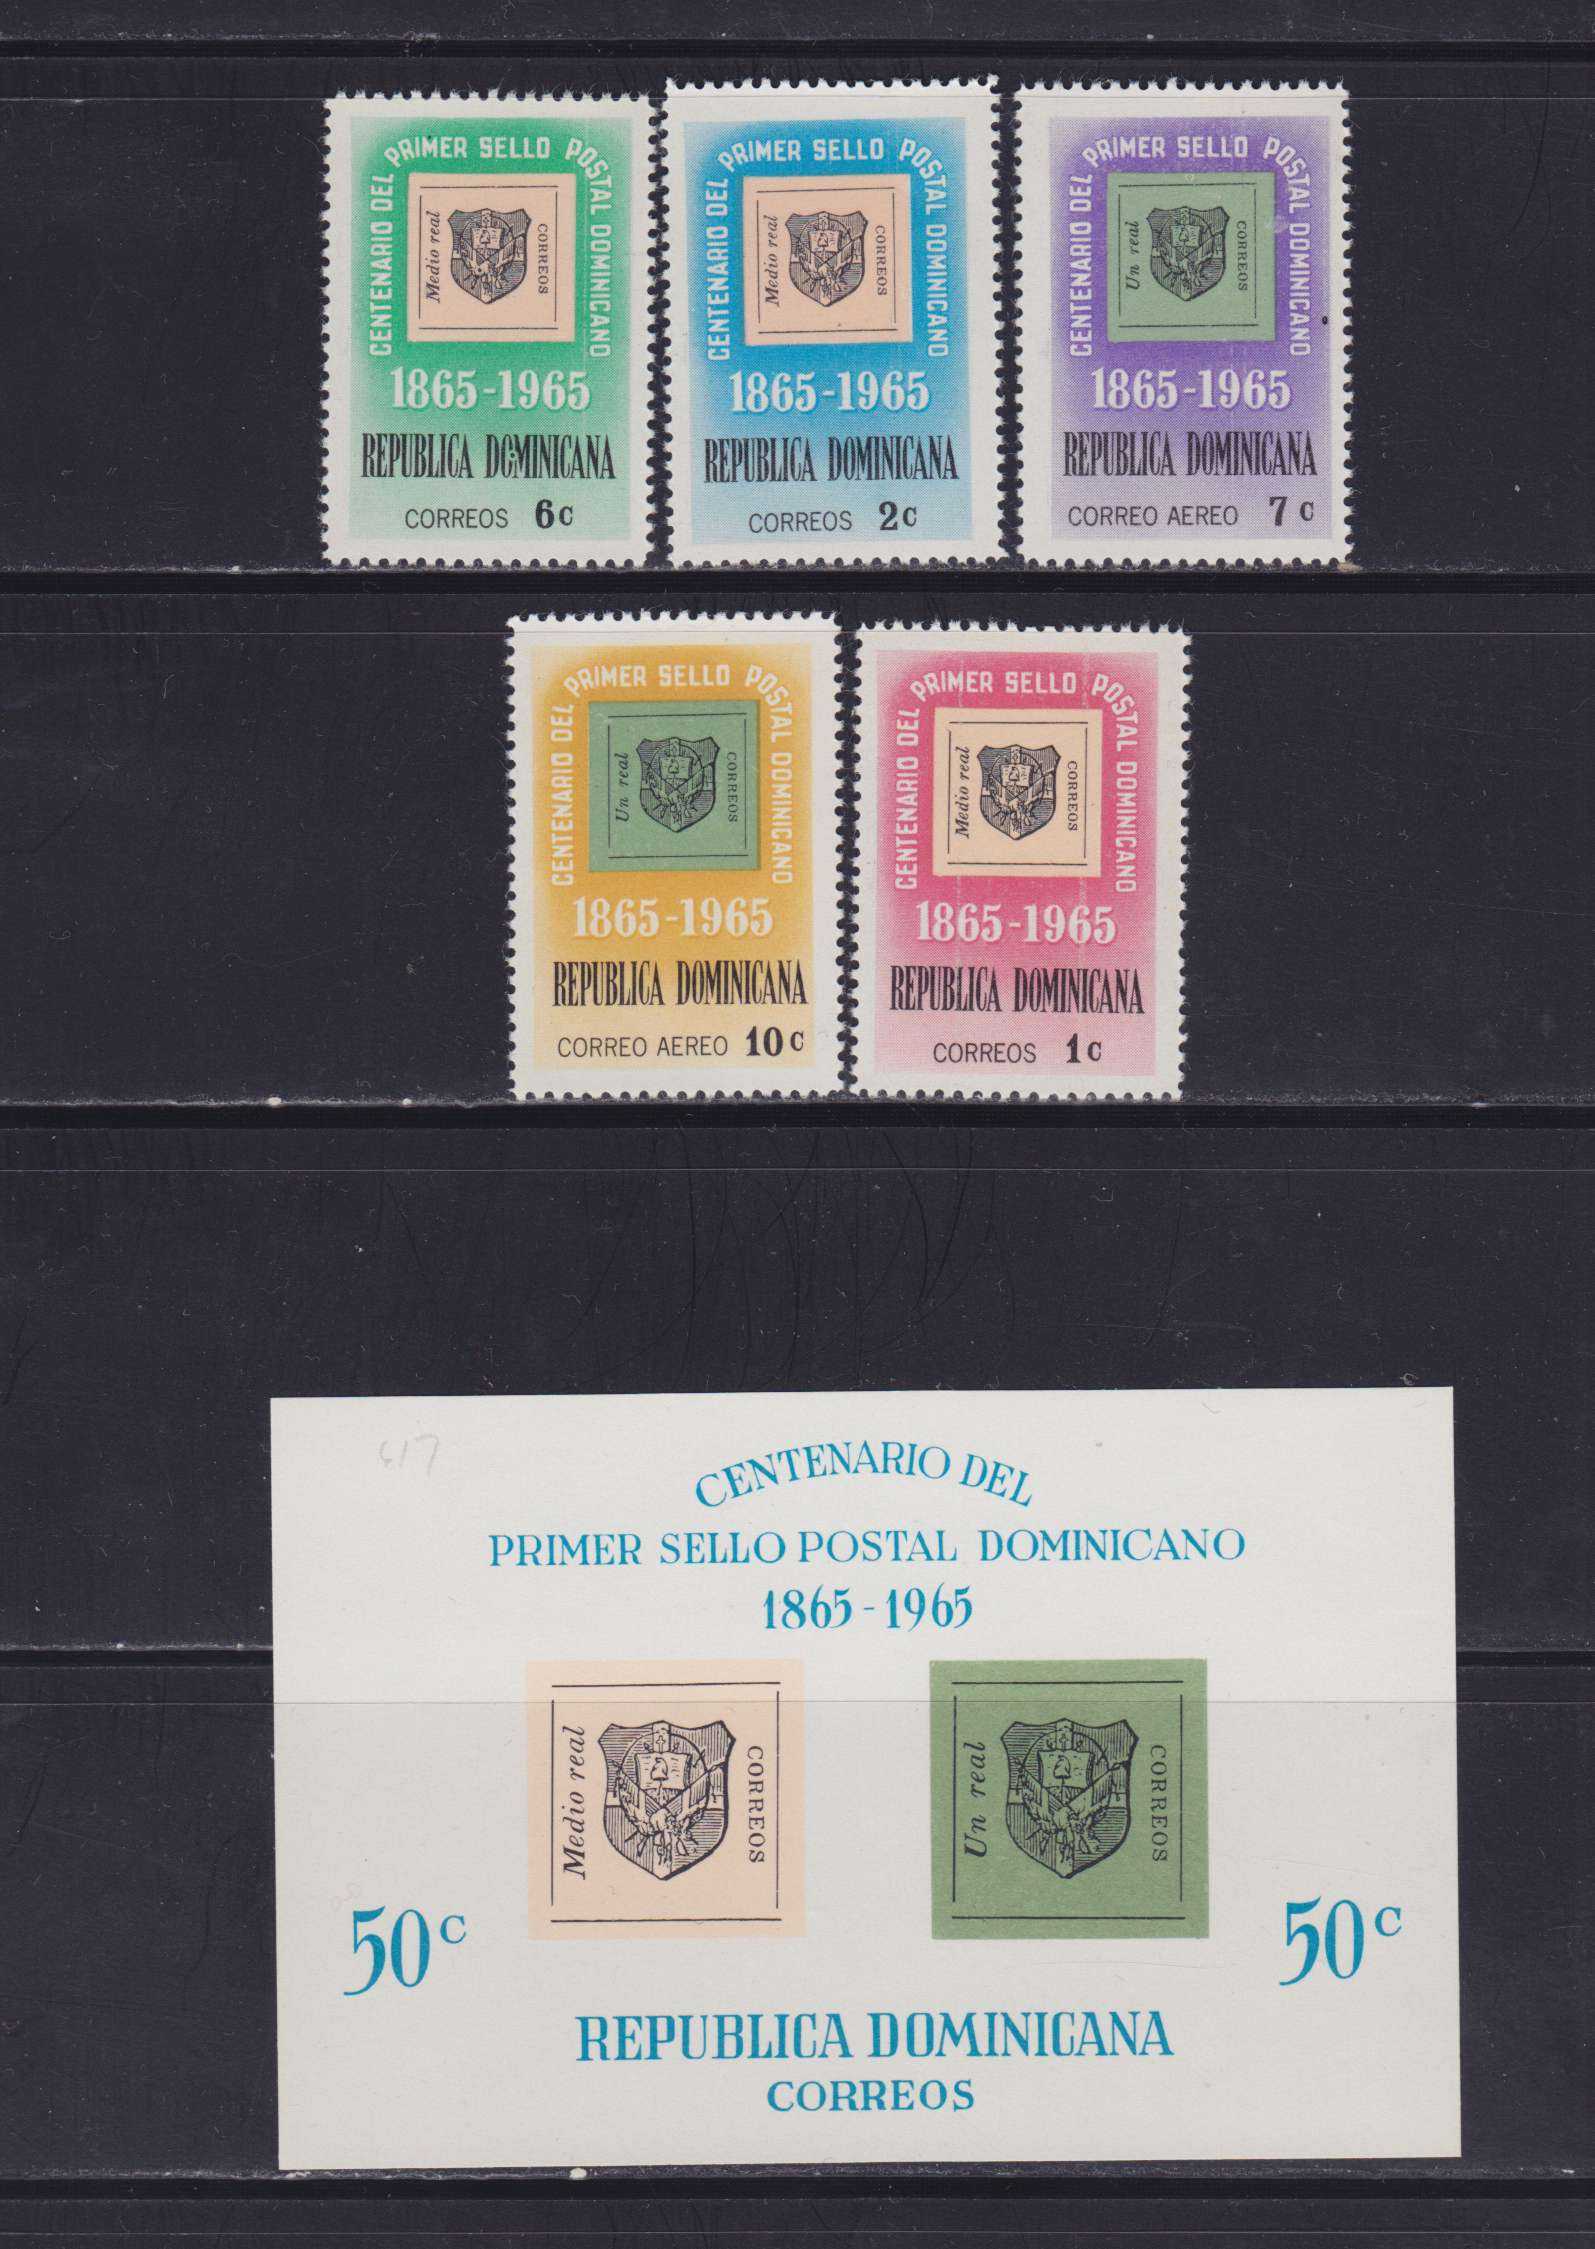 CENTENARIO DEL PRIMER SELLO POSTAL DOMINICANO
Medio real
CORREOS
1865-1965
REPUBLICA DOMINICANA
CORREOS 6c
CENTENARIO DEL PRIMER SELLO POSTAL DOMINICANO
Medio real
CORREOS
1865-1965
REPUBLICA DOMINICANA
CORREOS 2c
CENTENARIO DEL PRIMER SELLO POSTAL DOMINICANO
Un real
CORREOS
1865-1965
REPUBLICA DOMINICANA
CORREO AEREO 7c
CENTENARIO DEL PRIMER SELLO POSTAL DOMINICANO
Un real
CORREOS
1865-1965
REPUBLICA DOMINICANA
CORREO AEREO 10c
CENTENARIO DEL PRIMER SELLO POSTAL DOMINICANO
Medio real
CORREOS
1865-1965
REPUBLICA DOMINICANA
CORREOS 1c
CENTENARIO DEL
PRIMER SELLO POSTAL DOMINICANO
1865-1965
Medio real
CORREOS
Un real
CORREOS
50c
50c
REPUBLICA DOMINICANA
CORREOS